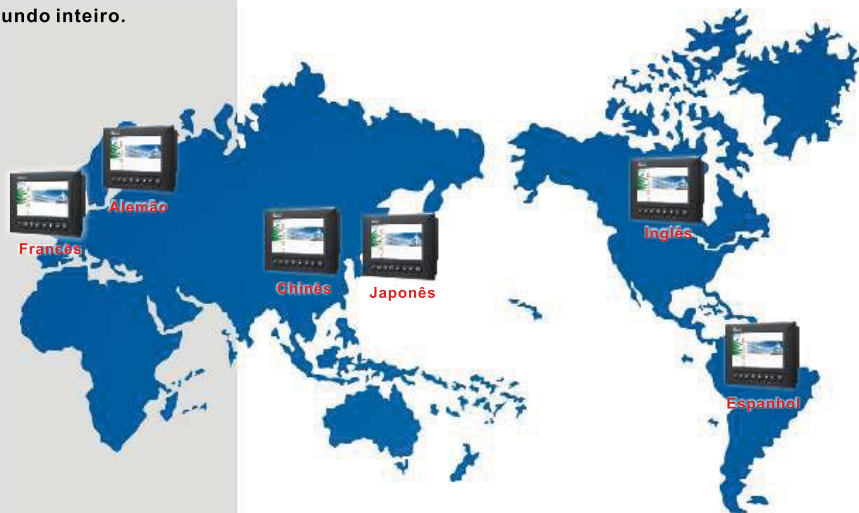 undo inteiro.
Alemão
Francês
Inglês
Chinês
Japonês
Espanhol